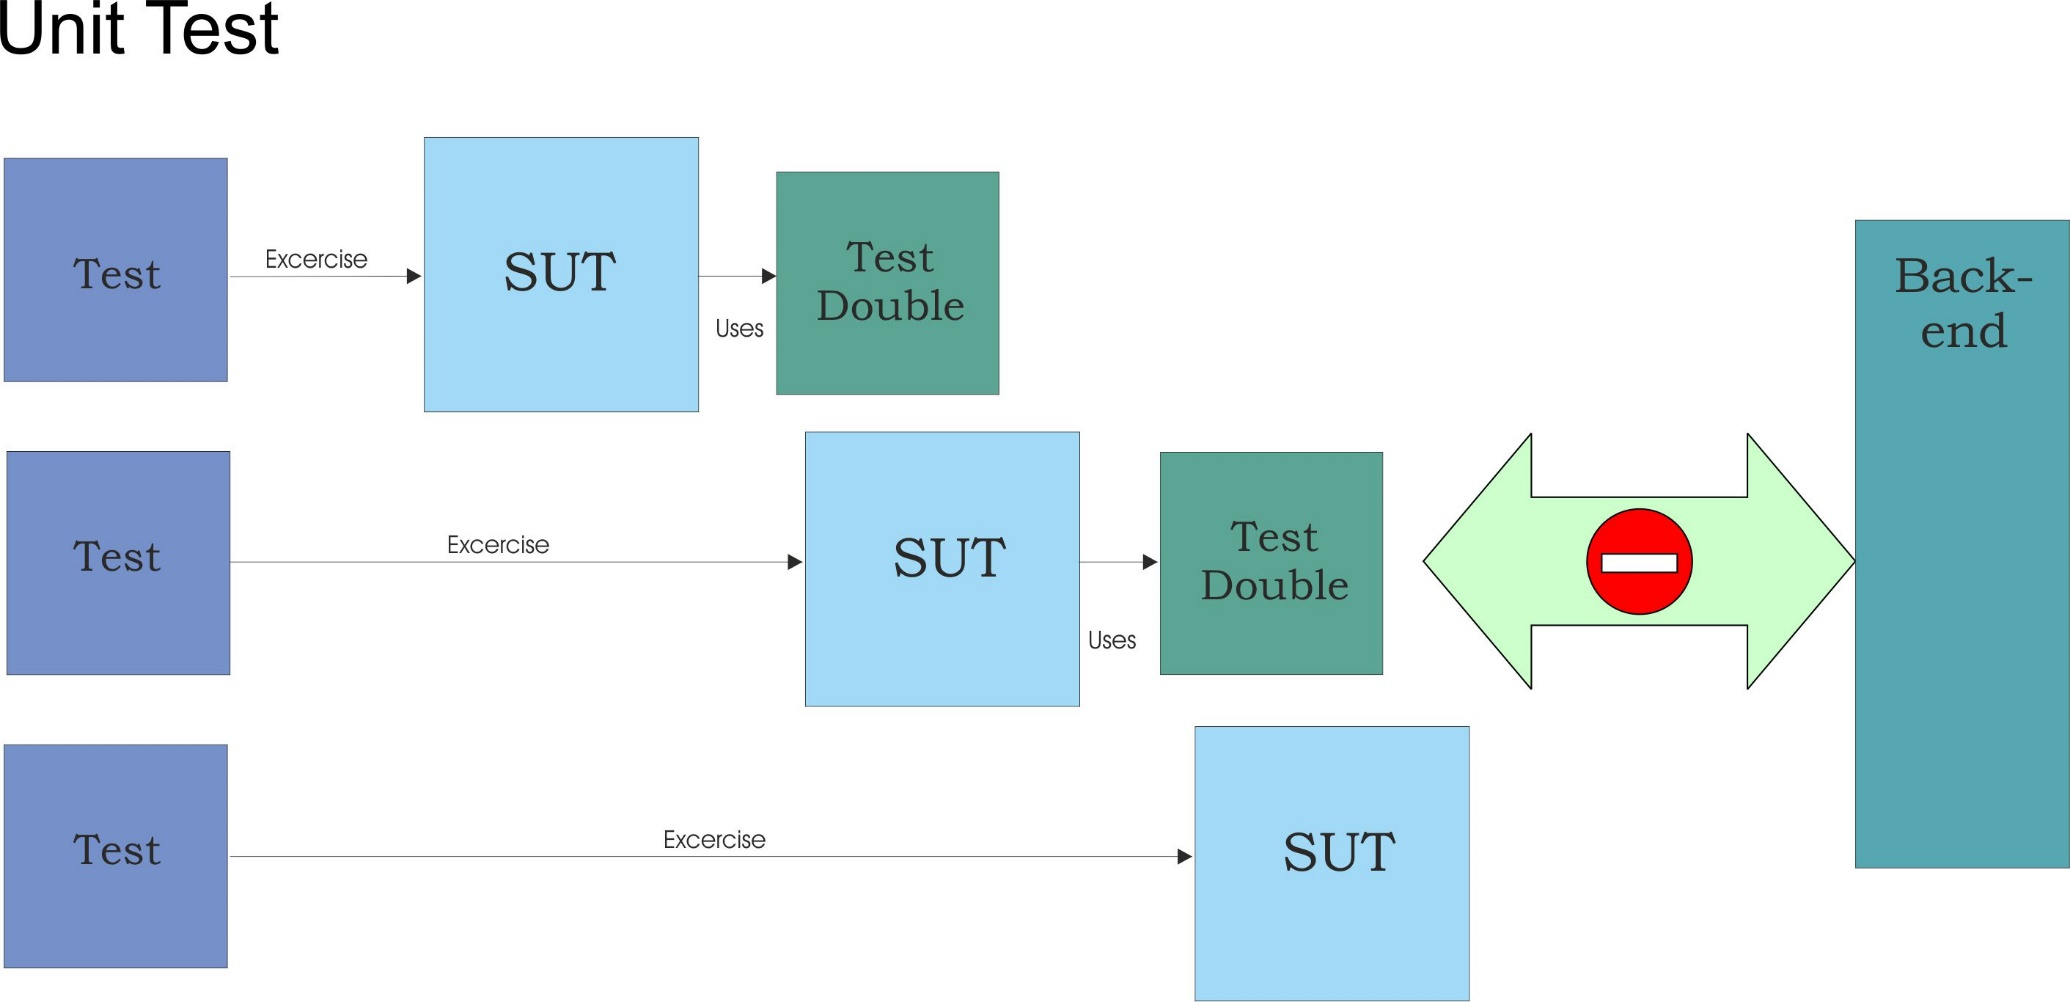 Unit Test
Test
Excercise
SUT
Uses
Test
Double
Back-
end
Test
Excercise
SUT
Uses
Test
Double
Test
Excercise
SUT